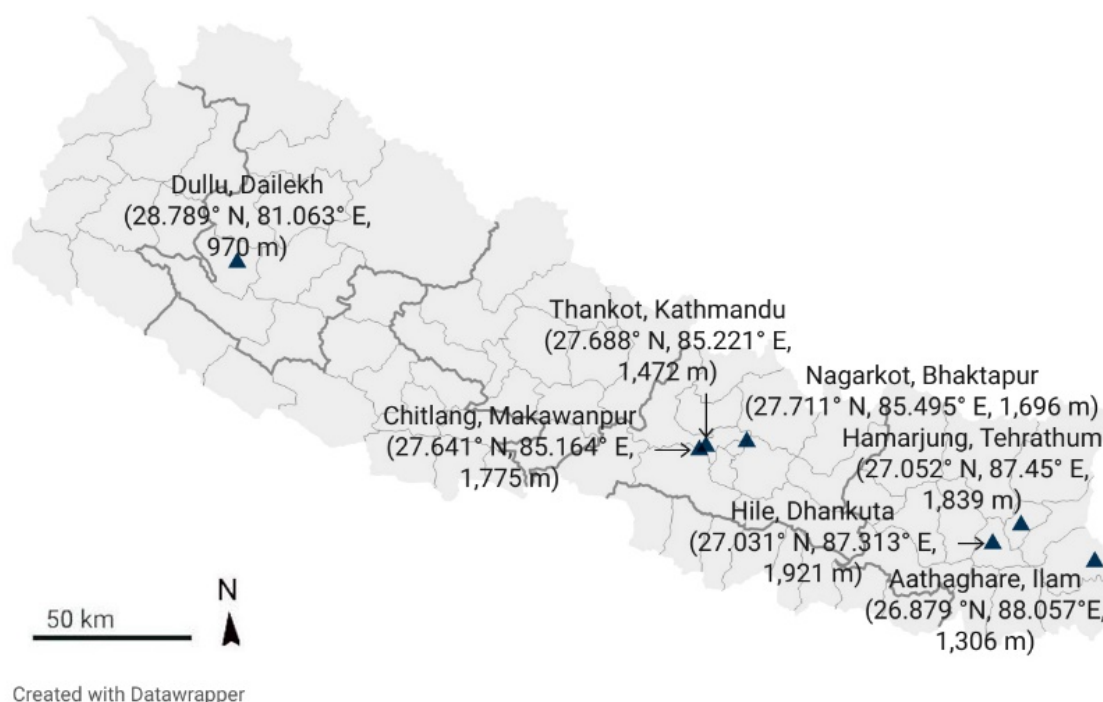 Dullu, Dailekh
(28.789° N, 81.063° E,
970 m)
Thankot, Kathmandu
(27.688° N, 85.221° E,
1,472 m)
Nagarkot, Bhaktapur
(27.711° N, 85.495° E, 1,696 m)
Chitlang, Makawanpur
(27.641° N, 85.164° E,
1,775 m)
Hamarjung, Tehrathum
(27.052° N, 87.45° E,
1,839 m)
Hile, Dhankuta
(27.031° N, 87.313° E,
1,921 m)
Aathaghare, Ilam
(26.879 °N, 88.057°E,
1,306 m)
N
50 km
Created with Datawrapper